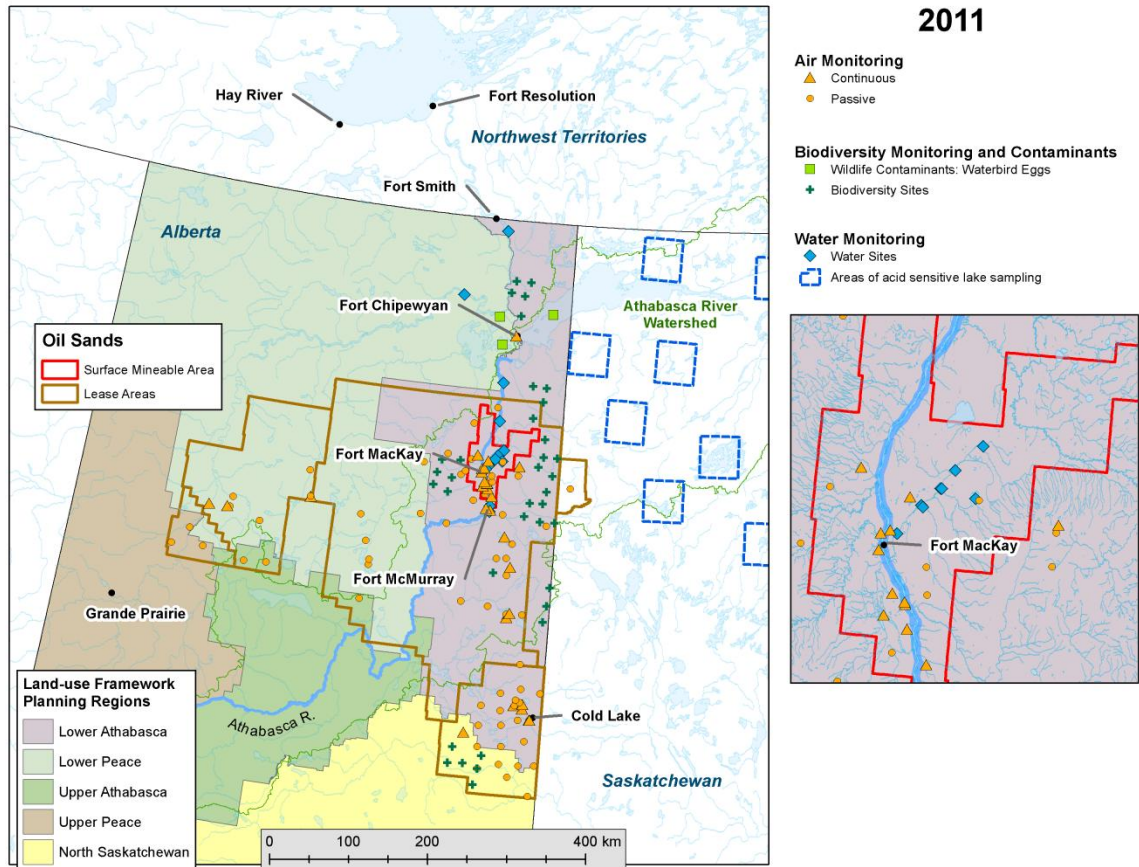 2011
Air Monitoring
Continuous
Passive
Biodiversity Monitoring and Contaminants
Wildlife Contaminants: Waterbird Eggs
Biodiversity Sites
Water Monitoring
Water Sites
Areas of acid sensitive lake sampling
Hay River
Fort Resolution
Northwest Territories
Fort Smith
Alberta
Fort Chipewyan
Athabasca River
Watershed
Oil Sands
Surface Mineable Area
Lease Areas
Fort MacKay
Fort McMurray
Grande Prairie
Land-use Framework
Planning Regions
Lower Athabasca
Lower Peace
Upper Athabasca
Upper Peace
North Saskatchewan
Athabasca R.
Cold Lake
Saskatchewan
0 100 200 400 km
Fort MacKay